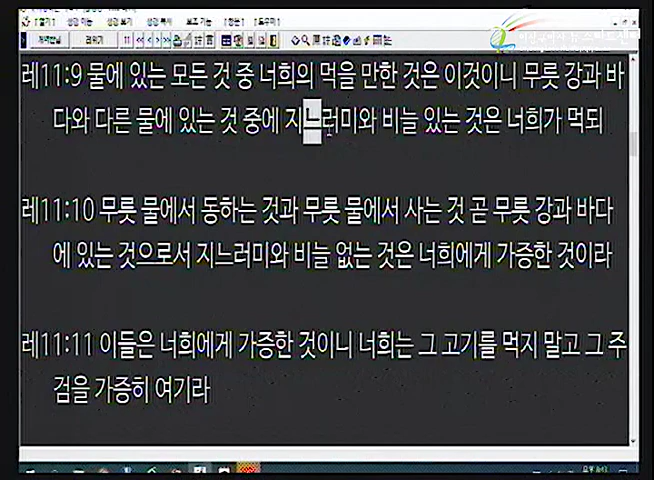 레11:9 물에 있는 모든 것 중 너희의 먹을 만한 것은 이것이니 무릇 강과 바
다와 다른 물에 있는 것 중에 지느러미와 비늘 있는 것은 너희가 먹되
레11:10 무릇 물에서 동하는 것과 무릇 물에서 사는 것 곧 무릇 강과 바다
에 있는 것으로서 지느러미와 비늘 없는 것은 너희에게 가증한 것이라
레11:11 이들은 너희에게 가증한 것이니 너희는 그 고기를 먹지 말고 그 주
검을 가증히 여기라